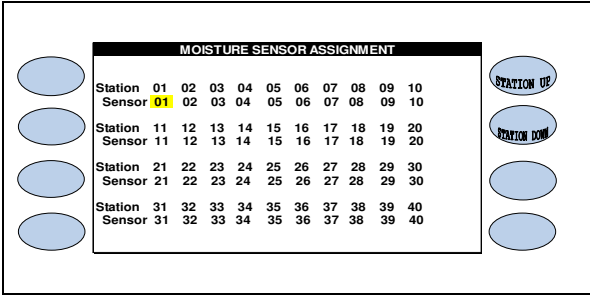 MOISTURE SENSOR ASSIGNMENT
STATION UP
Station 01 02 03 04 05 06 07 08 09 10
Sensor 01 02 03 04 05 06 07 08 09 10
STATION DOWN
Station 11 12 13 14 15 16 17 18 19 20
Sensor 11 12 13 14 15 16 17 18 19 20
Station 21 22 23 24 25 26 27 28 29 30
Sensor 21 22 23 24 25 26 27 28 29 30
Station 31 32 33 34 35 36 37 38 39 40
Sensor 31 32 33 34 35 36 37 38 39 40